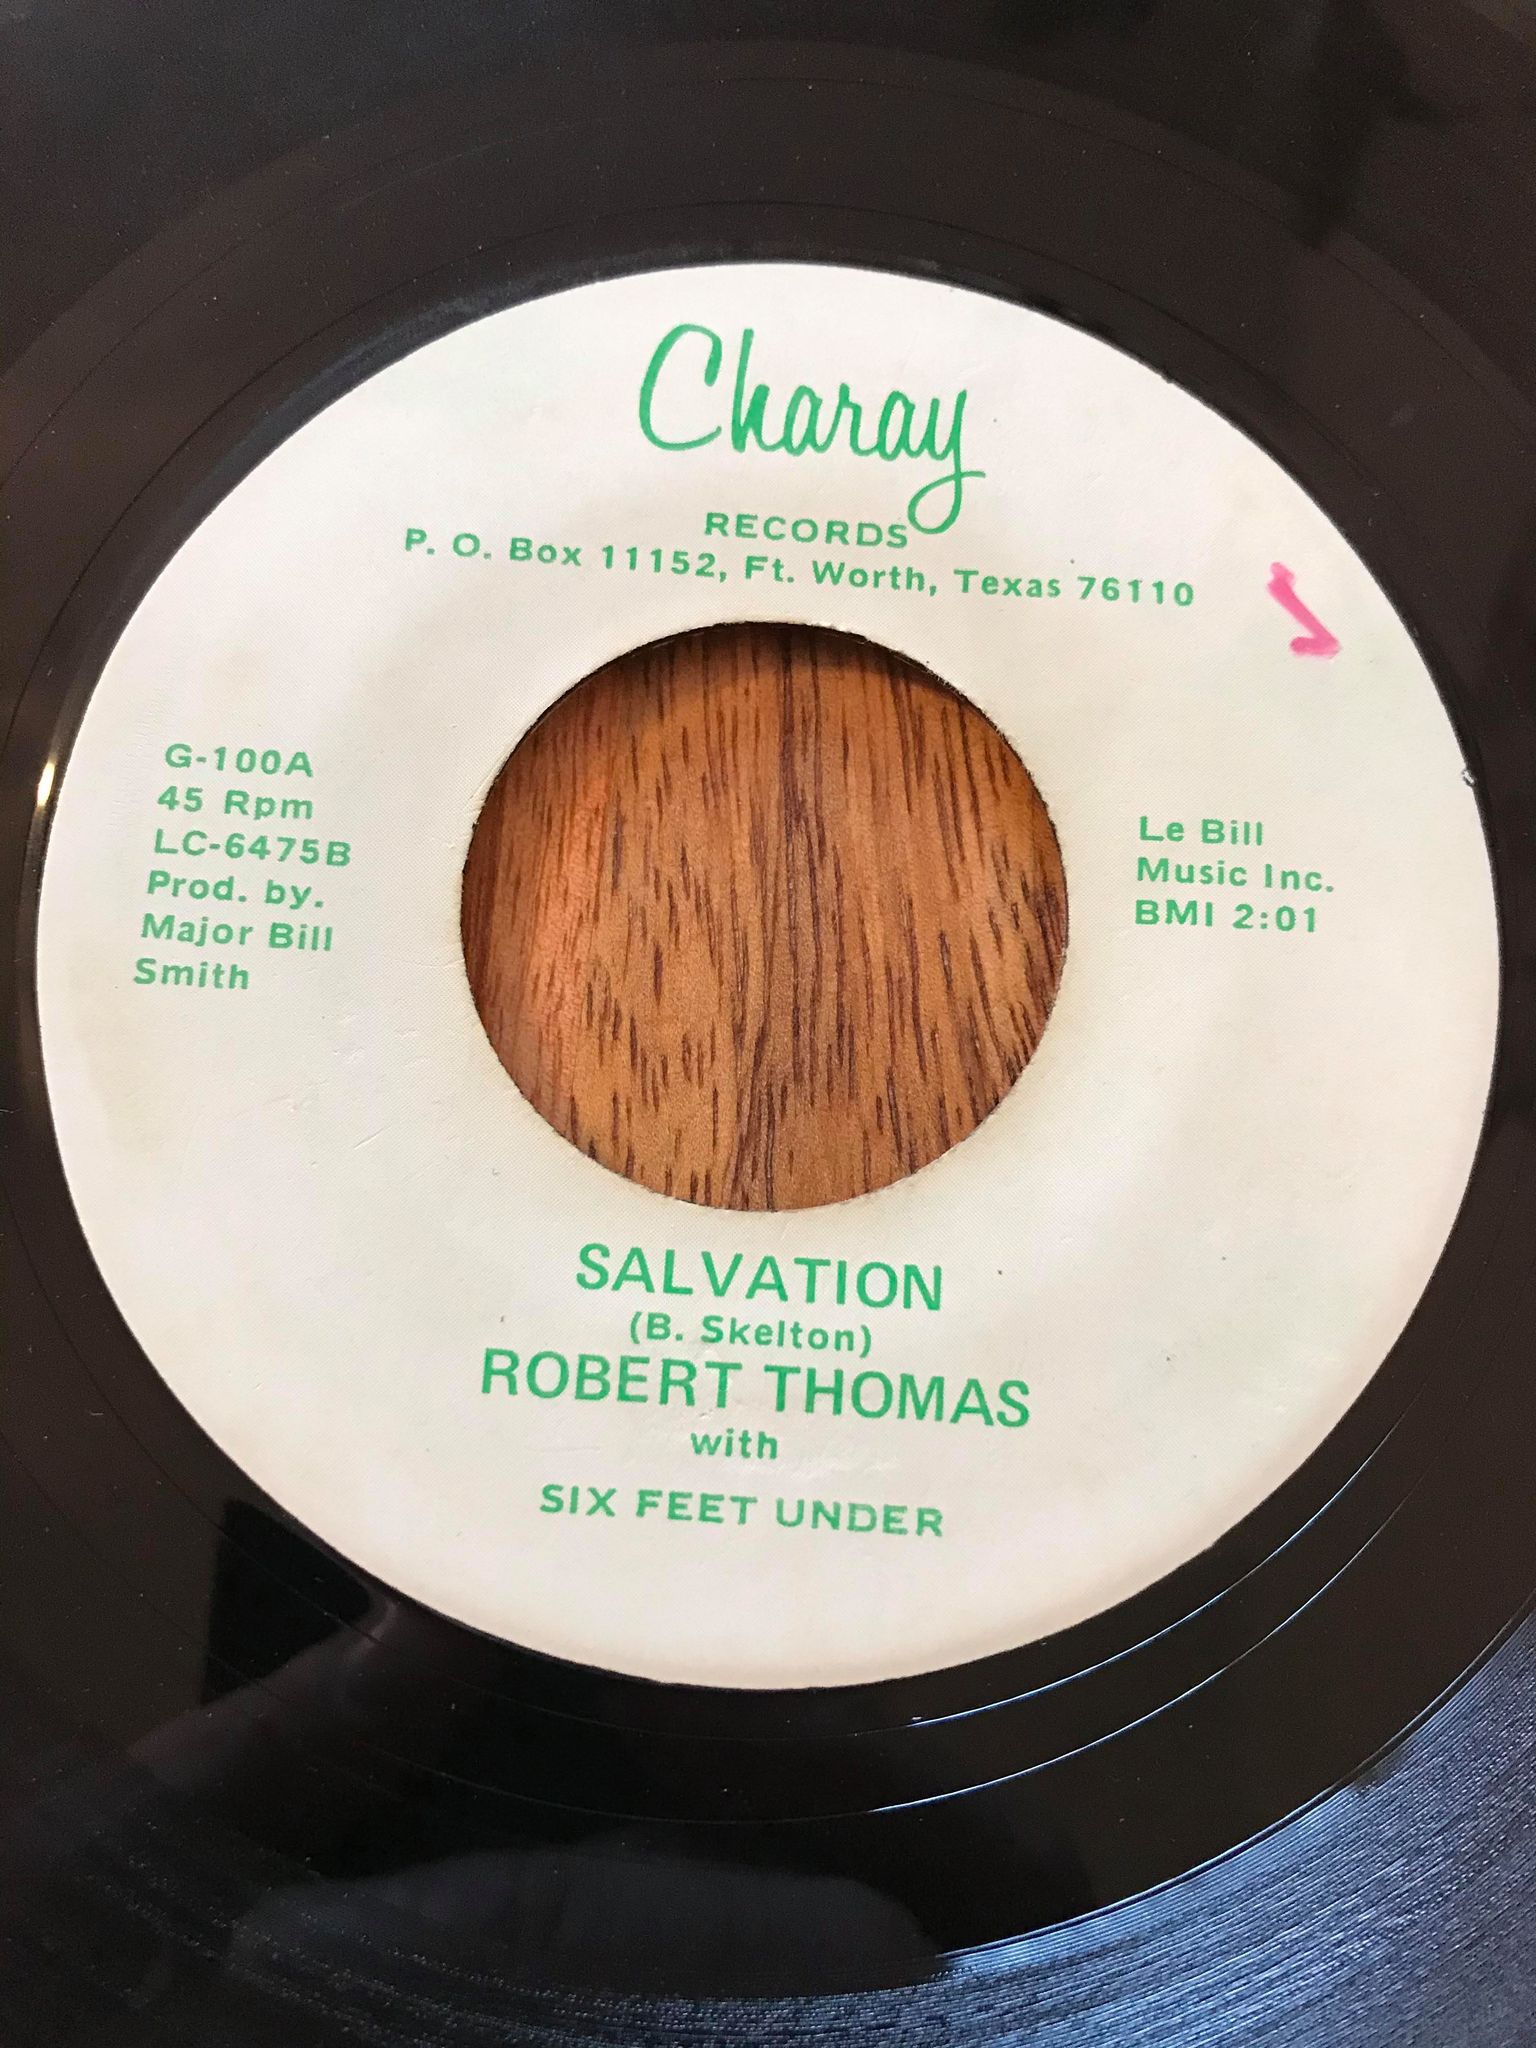 Charay
RECORDS
P. O. Box 11152, Ft. Worth, Texas 76110
G-100A
45 Rpm
LC-6475B
Prod. by.
Major Bill
Smith
Le Bill
Music Inc.
BMI 2:01
SALVATION
(B. Skelton)
ROBERT THOMAS
with
SIX FEET UNDER